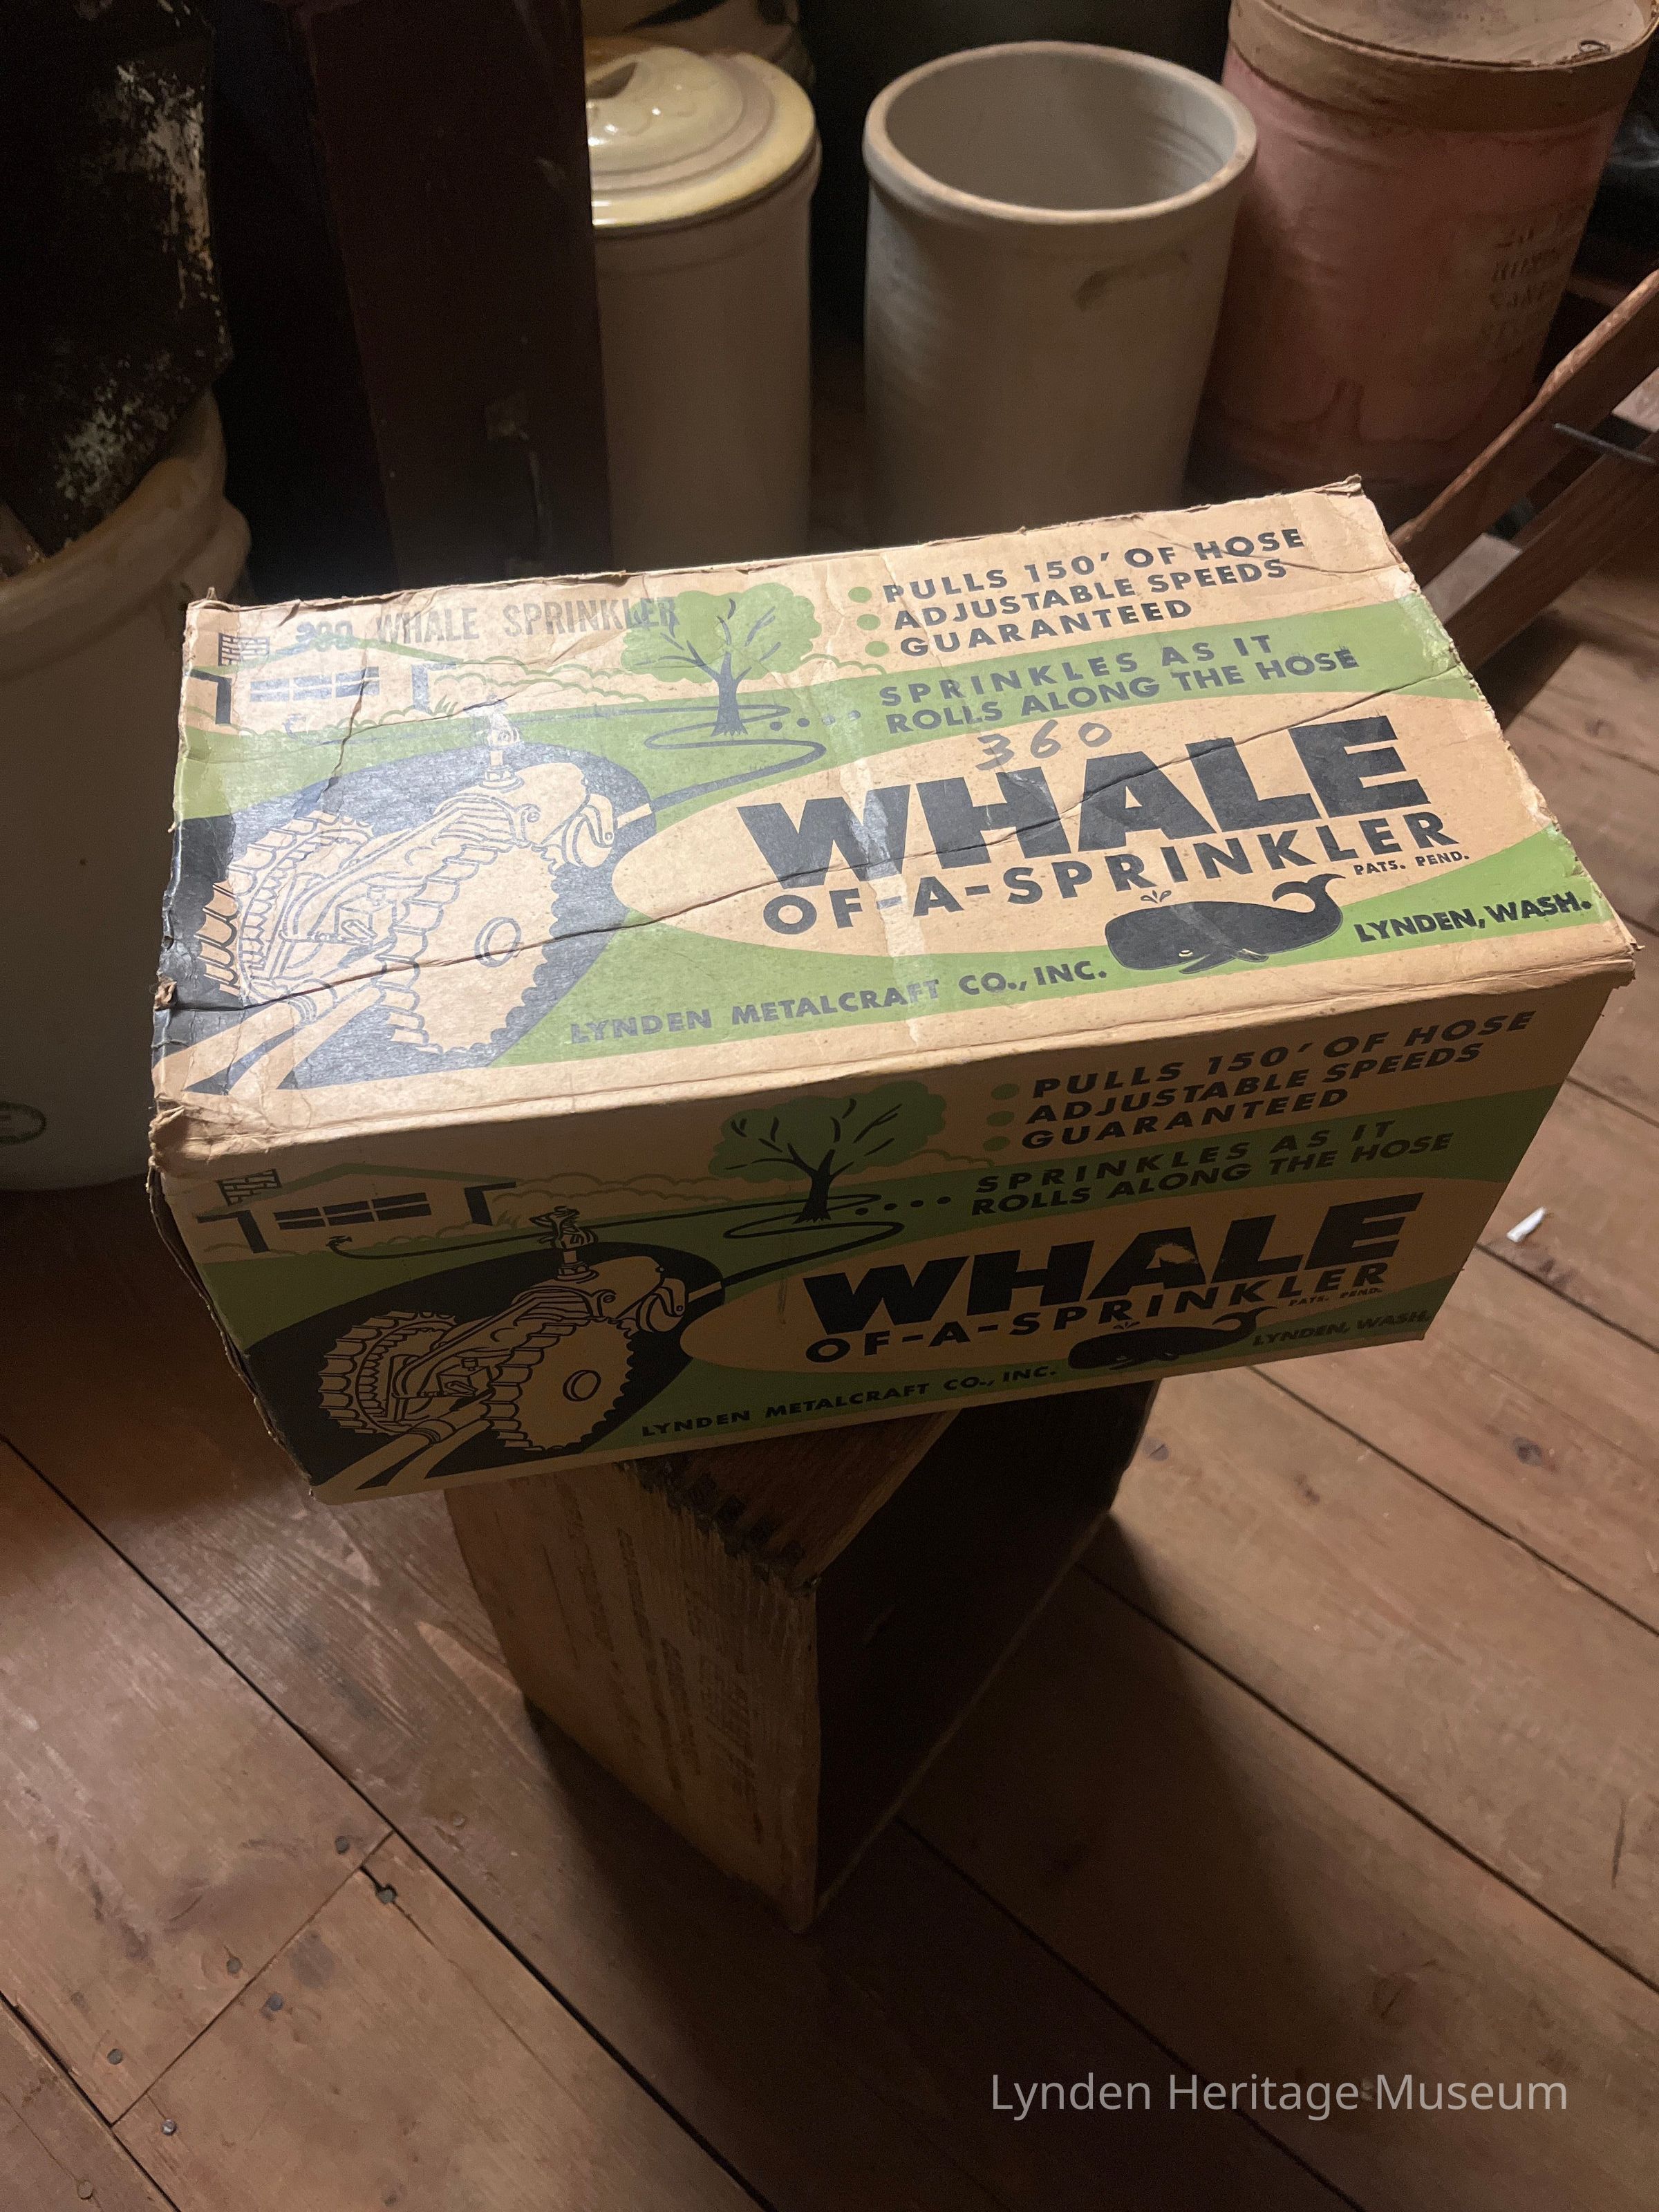 300 WHALE SPRINKLER
PULLS 150' OF HOSE
ADJUSTABLE SPEEDS
GUARANTEED
SPRINKLES AS IT
ROLLS ALONG THE HOSE
360
WHALE
OF-A-SPRINKLER
PATS. PEND.
LYNDEN METALCRAFT CO., INC.
LYNDEN, WASH.
PULLS 150' OF HOSE
ADJUSTABLE SPEEDS
GUARANTEED
SPRINKLES AS IT
ROLLS ALONG THE HOSE
WHALE
OF-A-SPRINKLER
PATS. PEND.
LYNDEN METALCRAFT CO., INC.
LYNDEN, WASH.
Lynden Heritage Museum